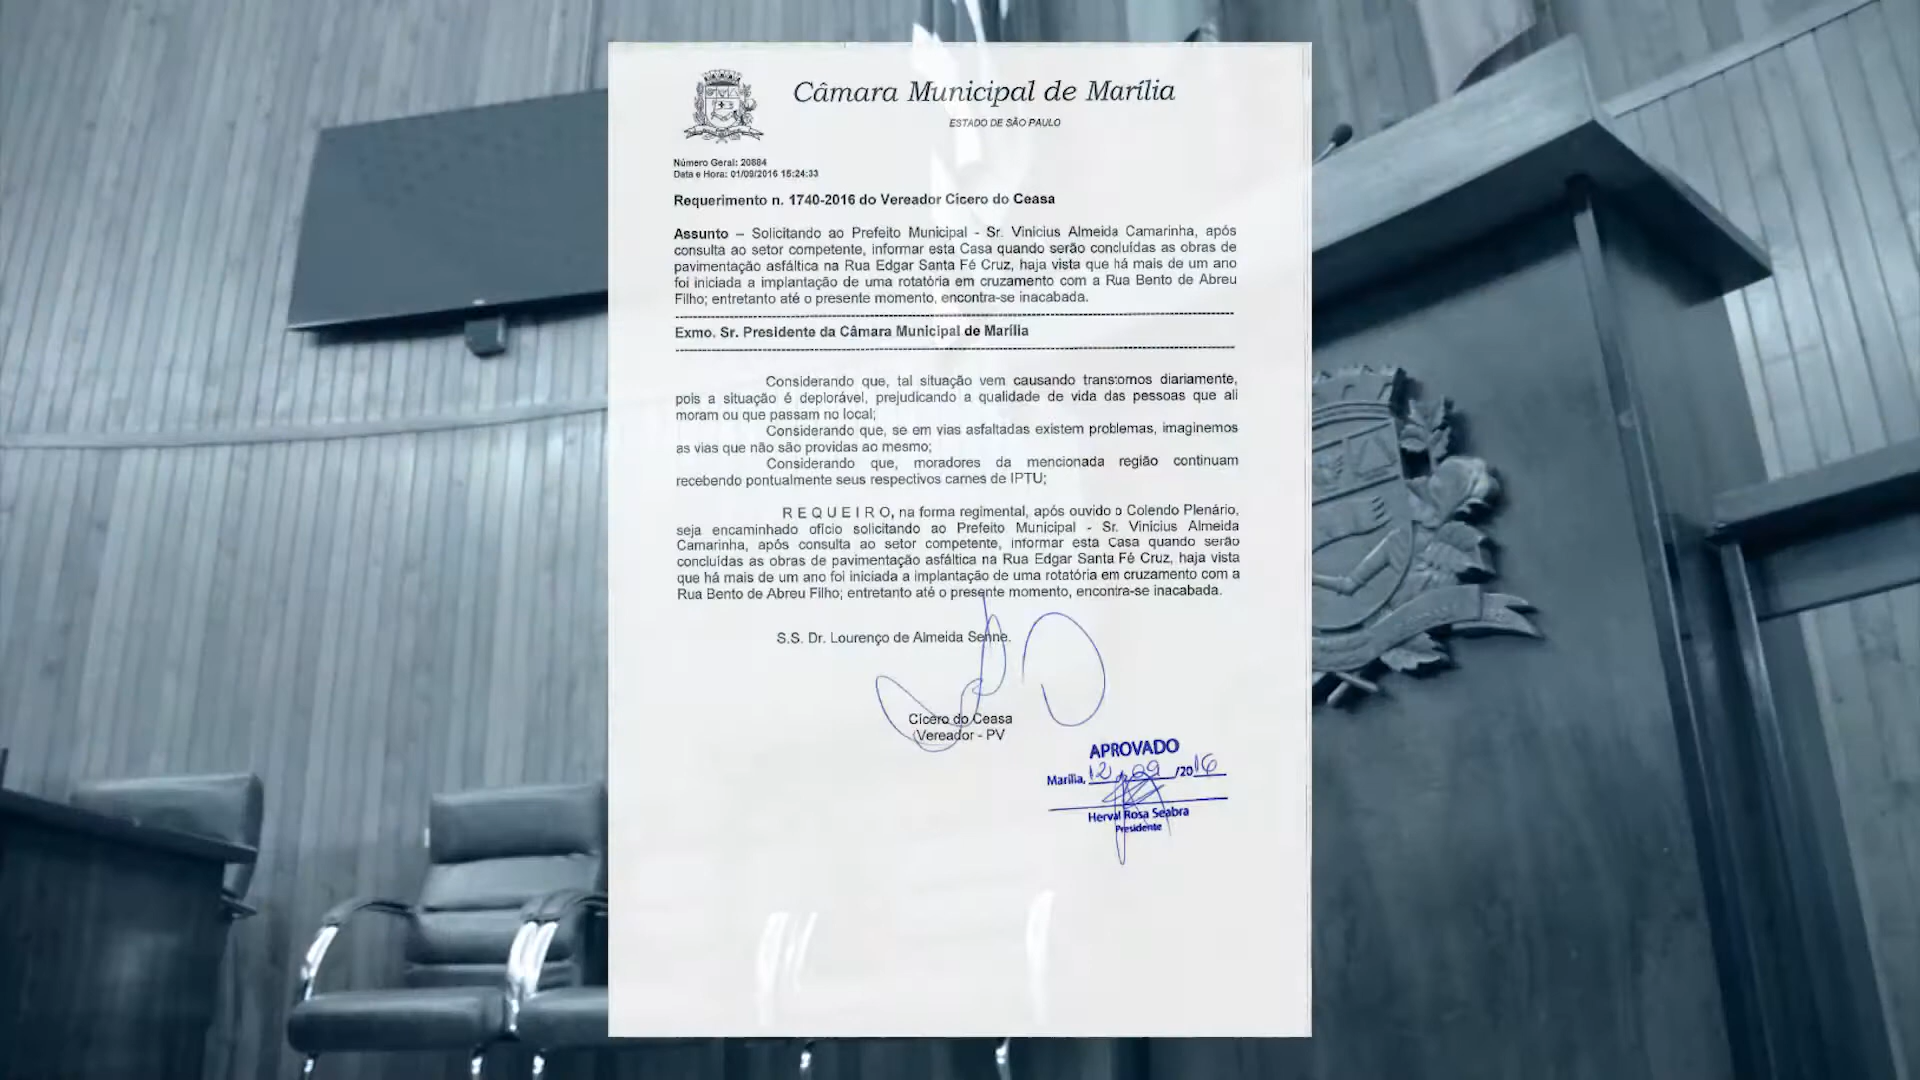 Câmara Municipal de Marília
ESTADO DE SÃO PAULO
Número Geral: 20884
Data e Hora: 01/09/2016 15:24:33
Requerimento n. 1740-2016 do Vereador Cícero do Ceasa
Assunto – Solicitando ao Prefeito Municipal - Sr. Vinicius Almeida Camarinha, após
consulta ao setor competente, informar esta Casa quando serão concluídas as obras de
pavimentação asfáltica na Rua Edgar Santa Fé Cruz, haja vista que há mais de um ano
foi iniciada a implantação de uma rotatória em cruzamento com a Rua Bento de Abreu
Filho; entretanto até o presente momento, encontra-se inacabada.
Exmo. Sr. Presidente da Câmara Municipal de Marília
Considerando que, tal situação vem causando transtornos diariamente,
pois a situação é deplorável, prejudicando a qualidade de vida das pessoas que ali
moram ou que passam no local;
Considerando que, se em vias asfaltadas existem problemas, imaginemos
as vias que não são providas ao mesmo;
Considerando que, moradores da mencionada região continuam
recebendo pontualmente seus respectivos carnes de IPTU;
R E Q U E I R O, na forma regimental, após ouvido o Colendo Plenário,
seja encaminhado ofício solicitando ao Prefeito Municipal - Sr. Vinicius Almeida
Camarinha, após consulta ao setor competente, informar esta Casa quando serão
concluídas as obras de pavimentação asfáltica na Rua Edgar Santa Fé Cruz, haja vista
que há mais de um ano foi iniciada a implantação de uma rotatória em cruzamento com a
Rua Bento de Abreu Filho; entretanto até o presente momento, encontra-se inacabada.
S.S. Dr. Lourenço de Almeida Senne.
Cícero do Ceasa
Vereador - PV
APROVADO
Marília, 12 09 /2016
Herval Rosa Seabra
Presidente